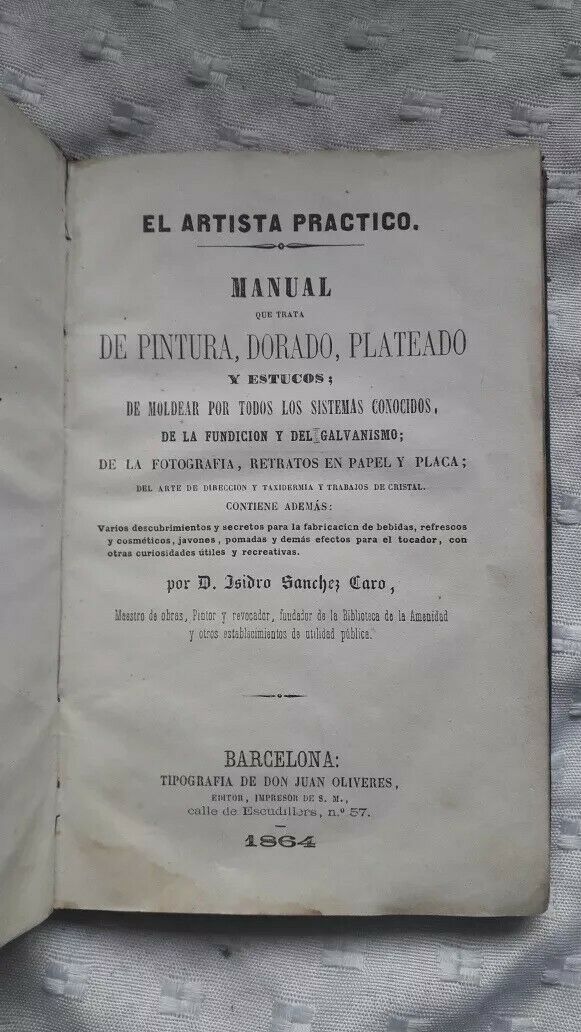 EL ARTISTA PRACTICO.
MANUAL
QUE TRATA
DE PINTURA, DORADO, PLATEADO
Y ESTUCOS;
DE MOLDEAR POR TODOS LOS SISTEMAS CONOCIDOS,
DE LA FUNDICION Y DEL GALVANISMO;
DE LA FOTOGRAFIA, RETRATOS EN PAPEL Y PLACA;
DEL ARTE DE DIRECCION Y TAXIDERMIA Y TRABAJOS DE CRISTAL.
CONTIENE ADEMÁS:
Varios descubrimientos y secretos para la fabricacion de bebidas, refrescos
y cosméticos, javones, pomadas y demás efectos para el tocador, con
otras curiosidades útiles y recreativas.
por D. Isidro Sanchez Caro,
Maestro de obras, Pintor y revocador, fundador de la Biblioteca de la Amenidad
y otros establecimientos de utilidad pública.
BARCELONA:
TIPOGRAFIA DE DON JUAN OLIVERES,
EDITOR, IMPRESOR DE S. M.,
calle de Escudillers, n.º 57.
1864